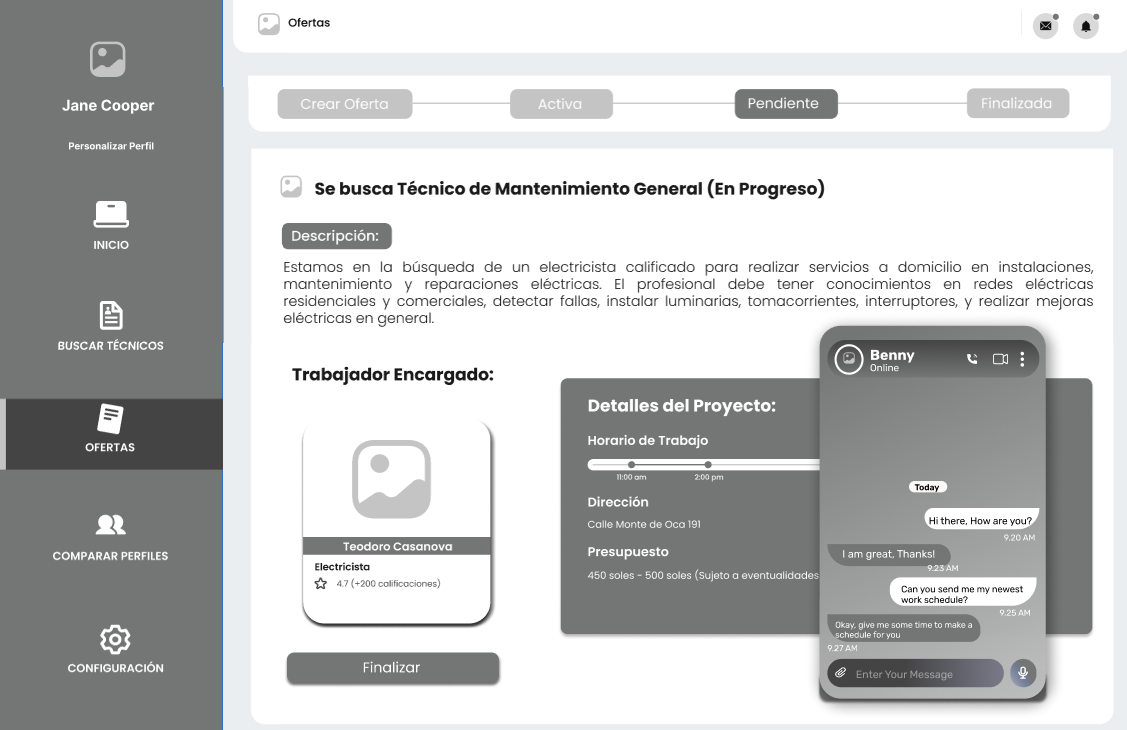 Jane Cooper
Personalizar Perfil
INICIO
BUSCAR TÉCNICOS
OFERTAS
COMPARAR PERFILES
CONFIGURACIÓN
Ofertas
Crear Oferta
Activa
Pendiente
Finalizada
Se busca Técnico de Mantenimiento General (En Progreso)
Descripción:
Estamos en la búsqueda de un electricista calificado para realizar servicios a domicilio en instalaciones,
mantenimiento y reparaciones eléctricas. El profesional debe tener conocimientos en redes eléctricas
residenciales y comerciales, detectar fallas, instalar luminarias, tomacorrientes, interruptores, y realizar mejoras
eléctricas en general.
Trabajador Encargado:
Teodoro Casanova
Electricista
4.7 (+200 calificaciones)
Finalizar
Detalles del Proyecto:
Horario de Trabajo
11:00 am
2:00 pm
Dirección
Calle Monte de Oca 191
Presupuesto
450 soles - 500 soles (Sujeto a eventualidades
Benny
Online
Today
Hi there, How are you?
9.20 AM
I am great, Thanks!
9.23 AM
Can you send me my newest
work schedule?
9.25 AM
Okay, give me some time to make a
schedule for you
9.27 AM
Enter Your Message